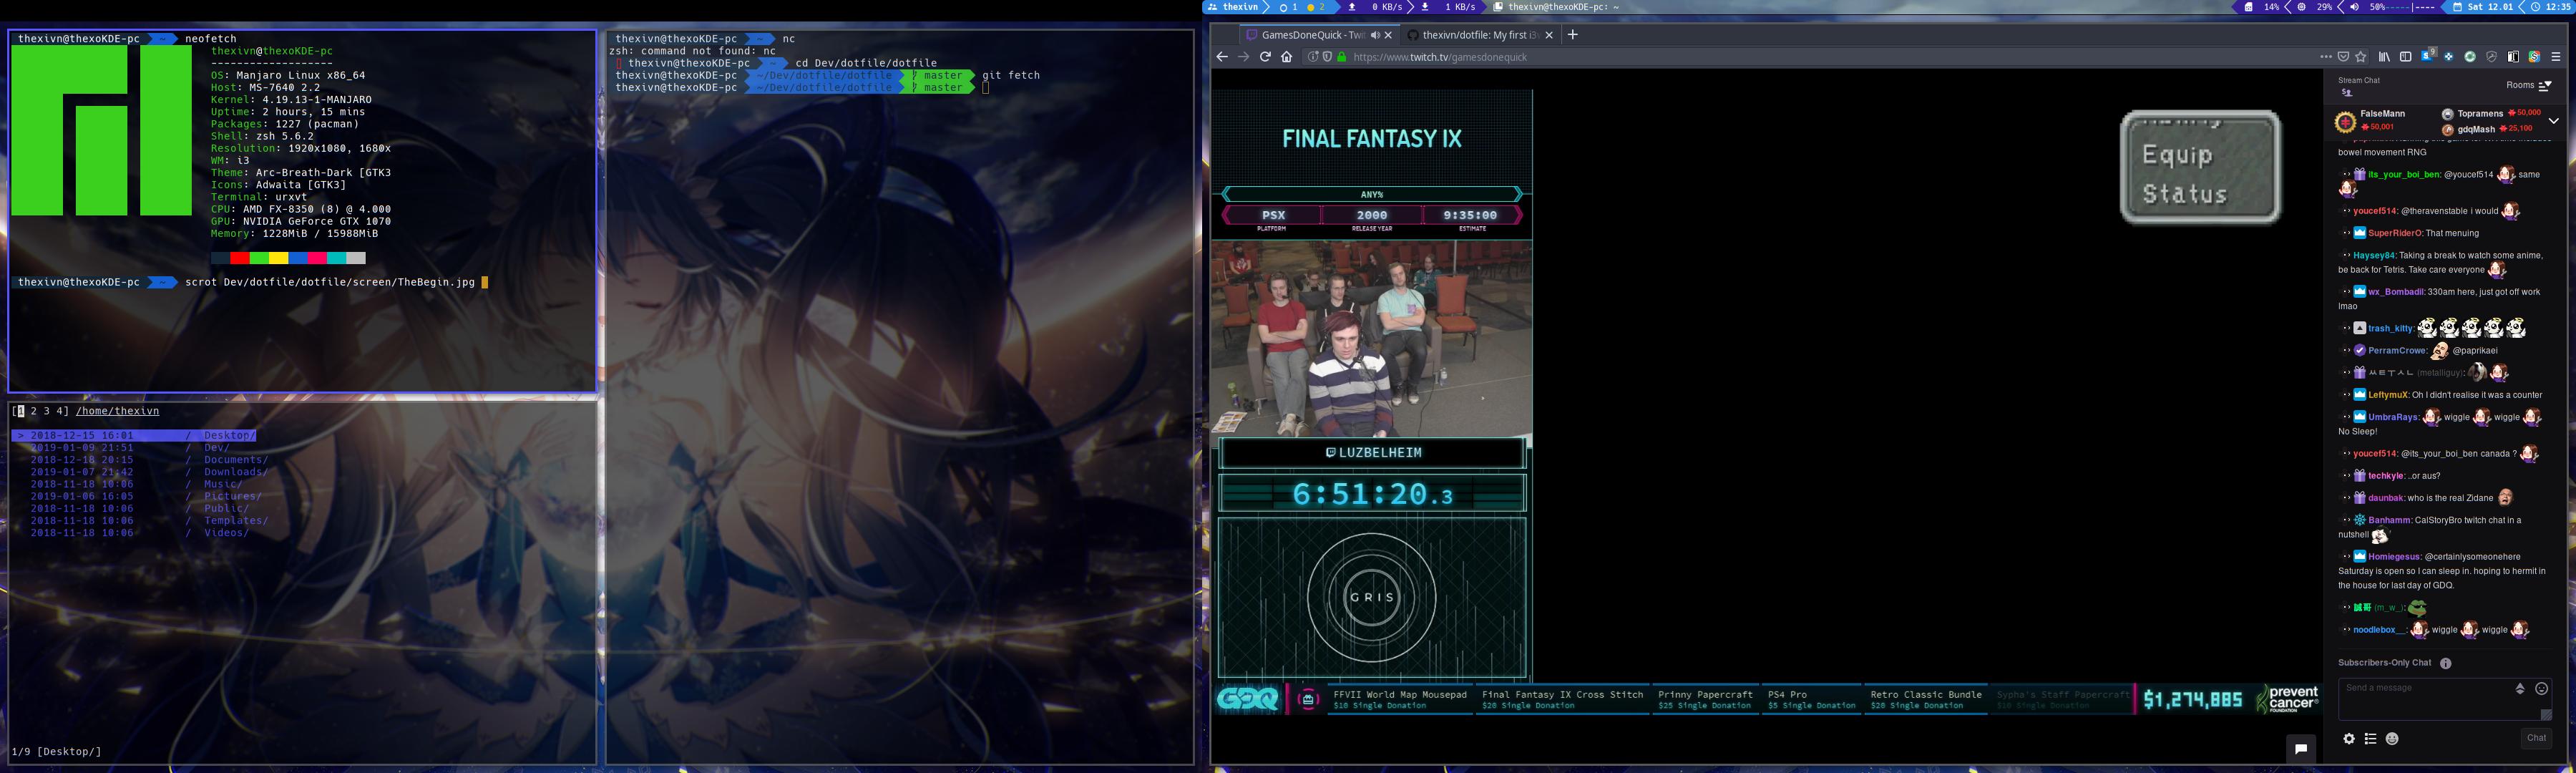 thexivn@thexoKDE-pc ~ neofetch
thexivn@thexoKDE-pc
-------------------
OS: Manjaro Linux x86_64
Host: MS-7640 2.2
Kernel: 4.19.13-1-MANJARO
Uptime: 2 hours, 15 mins
Packages: 1227 (pacman)
Shell: zsh 5.6.2
Resolution: 1920x1080, 1680x
WM: i3
Theme: Arc-Breath-Dark [GTK3
Icons: Adwaita [GTK3]
Terminal: urxvt
CPU: AMD FX-8350 (8) @ 4.000
GPU: NVIDIA GeForce GTX 1070
Memory: 1228MiB / 15988MiB
thexivn@thexoKDE-pc ~ scrot Dev/dotfile/dotfile/screen/TheBegin.jpg
[1 2 3 4] /home/thexivn
> 2018-12-15 16:01 / Desktop/
2019-01-09 21:51 / Dev/
2018-12-18 20:15 / Documents/
2019-01-07 21:42 / Downloads/
2018-11-18 10:06 / Music/
2019-01-06 16:05 / Pictures/
2018-11-18 10:06 / Public/
2018-11-18 10:06 / Templates/
2018-11-18 10:06 / Videos/
1/9 [Desktop/]
thexivn@thexoKDE-pc ~ nc
zsh: command not found: nc
thexivn@thexoKDE-pc ~ cd Dev/dotfile/dotfile
thexivn@thexoKDE-pc ~/Dev/dotfile/dotfile master git fetch
thexivn@thexoKDE-pc ~/Dev/dotfile/dotfile master
thexivn 1 2 0 KB/s 1 KB/s thexivn@thexoKDE-pc: ~ 14% 29% 50%-----|---- Sat 12.01 12:35
GamesDoneQuick - Twit thexivn/dotfile: My first i3
https://www.twitch.tv/gamesdonequick
9
FINAL FANTASY IX
ANY%
PSX 2000 9:35:00
PLATFORM RELEASE YEAR ESTIMATE
LUZBELHEIM
6:51:20.3
GRIS
Equip
Status
GDQ
FFVII World Map Mousepad
$10 Single Donation
Final Fantasy IX Cross Stitch
$20 Single Donation
Prinny Papercraft
$25 Single Donation
PS4 Pro
$5 Single Donation
Retro Classic Bundle
$20 Single Donation
Sypha's Staff Papercraft
$10 Single Donation
$1,274,885
prevent
cancer
FOUNDATION
Stream Chat
Rooms
FalseMann
50,001
Topramens 50,000
gdqMash 25,100
bowel movement RNG
its_your_boi_ben: @youcef514 same
youcef514: @theravenstable i would
SuperRiderO: That menuing
Haysey84: Taking a break to watch some anime,
be back for Tetris. Take care everyone
wx_Bombadil: 330am here, just got off work
lmao
trash_kitty:
PerramCrowe: @paprikaei
ㅆㅌㅜㅅㄴ (metalliguy):
LeftymuX: Oh I didn't realise it was a counter
UmbraRays: wiggle wiggle
No Sleep!
youcef514: @its_your_boi_ben canada ?
techkyle: ..or aus?
daunbak: who is the real Zidane
Banhamm: CalStoryBro twitch chat in a
nutshell
Homiegesus: @certainlysomeonehere
Saturday is open so I can sleep in. hoping to hermit in
the house for last day of GDQ.
(m_w_):
noodlebox__: wiggle wiggle
Subscribers-Only Chat
Send a message
Chat